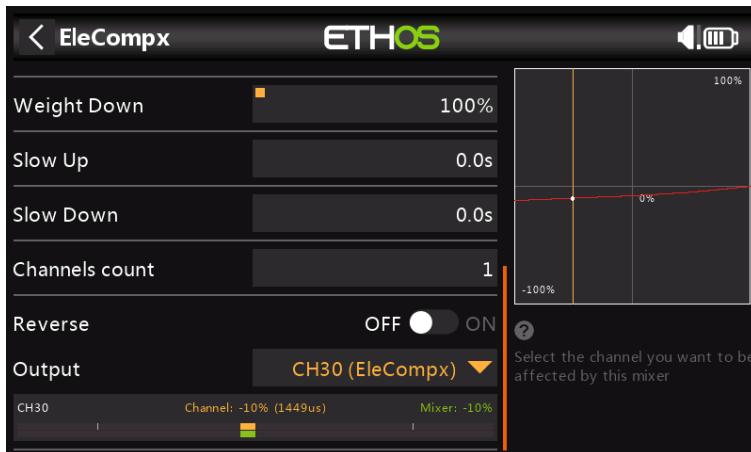 EleCompx
ETHOS
Weight Down
100%
Slow Up
0.0s
Slow Down
0.0s
Channels count
1
Reverse
OFF ON
Output
CH30 (EleCompx)
CH30
Channel: -10% (1449us)
Mixer: -10%
100%
0%
-100%
?
Select the channel you want to be
affected by this mixer